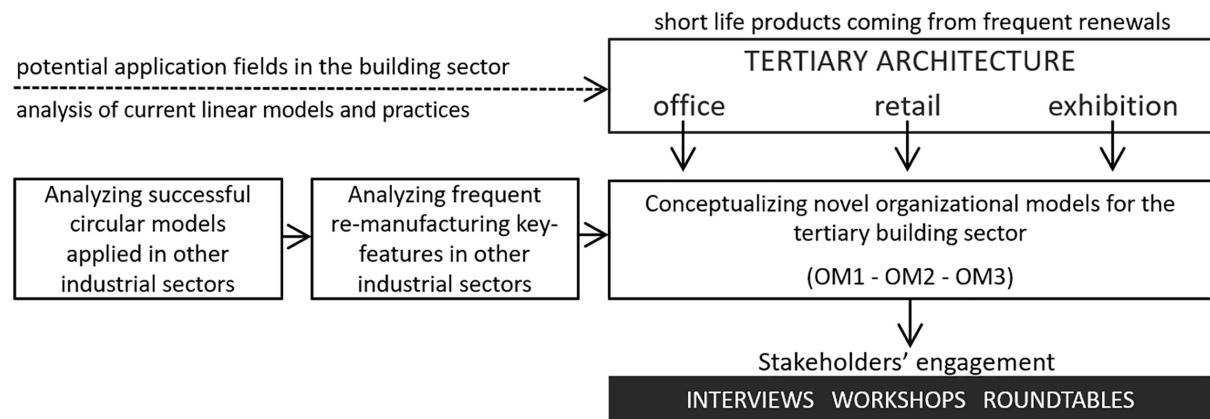 short life products coming from frequent renewals
TERTIARY ARCHITECTURE
office retail exhibition
potential application fields in the building sector
analysis of current linear models and practices
Analyzing successful
circular models
applied in other
industrial sectors
Analyzing frequent
re-manufacturing key-
features in other
industrial sectors
Conceptualizing novel organizational models for the
tertiary building sector
(OM1 - OM2 - OM3)
Stakeholders’ engagement
INTERVIEWS WORKSHOPS ROUNDTABLES